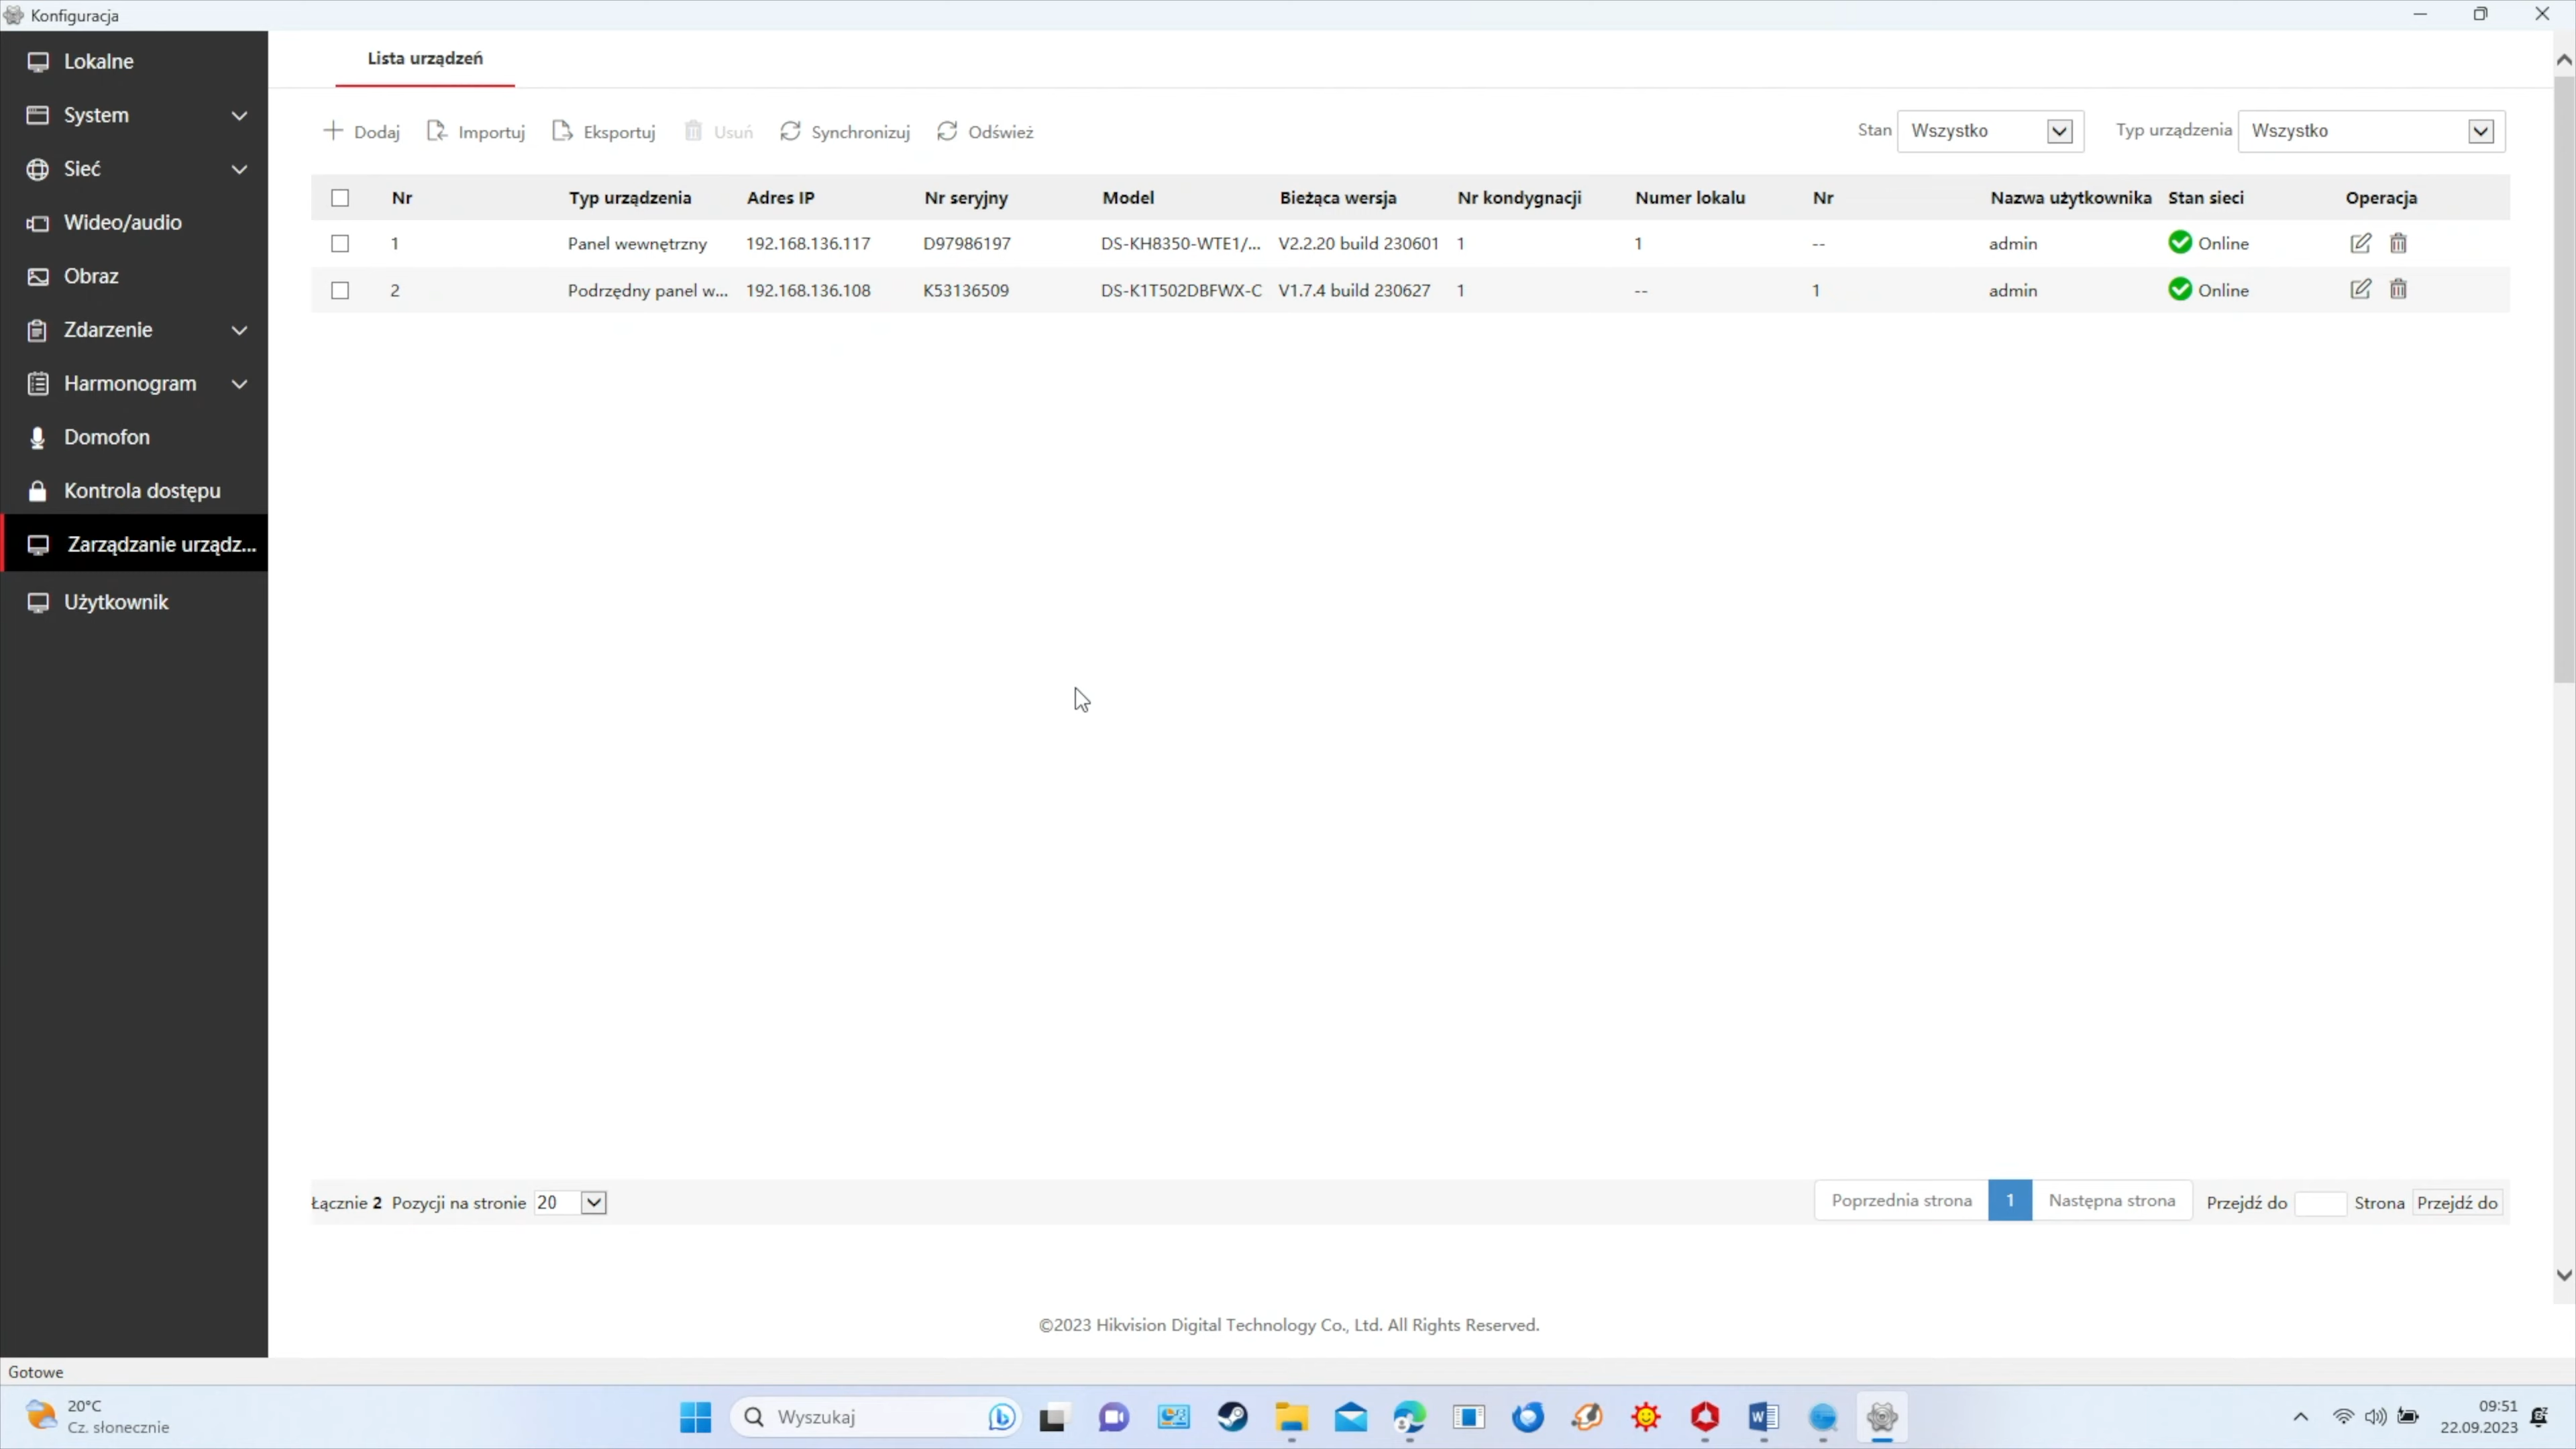 Konfiguracja
Lokalne
System
Sieć
Wideo/audio
Obraz
Zdarzenie
Harmonogram
Domofon
Kontrola dostępu
Zarządzanie urządz...
Użytkownik
Lista urządzeń
Dodaj Importuj Eksportuj Usuń Synchronizuj Odśwież Stan Wszystko Typ urządzenia Wszystko
Nr Typ urządzenia Adres IP Nr seryjny Model Bieżąca wersja Nr kondygnacji Numer lokalu Nr Nazwa użytkownika Stan sieci Operacja
1 Panel wewnętrzny 192.168.136.117 D97986197 DS-KH8350-WTE1/... V2.2.20 build 230601 1 1 -- admin Online
2 Podrzędny panel w... 192.168.136.108 K53136509 DS-K1T502DBFWX-C V1.7.4 build 230627 1 -- 1 admin Online
Łącznie 2 Pozycji na stronie 20 Poprzednia strona 1 Następna strona Przejdź do Strona Przejdź do
©2023 Hikvision Digital Technology Co., Ltd. All Rights Reserved.
Gotowe
20°C
Cz. słonecznie
Wyszukaj
09:51
22.09.2023